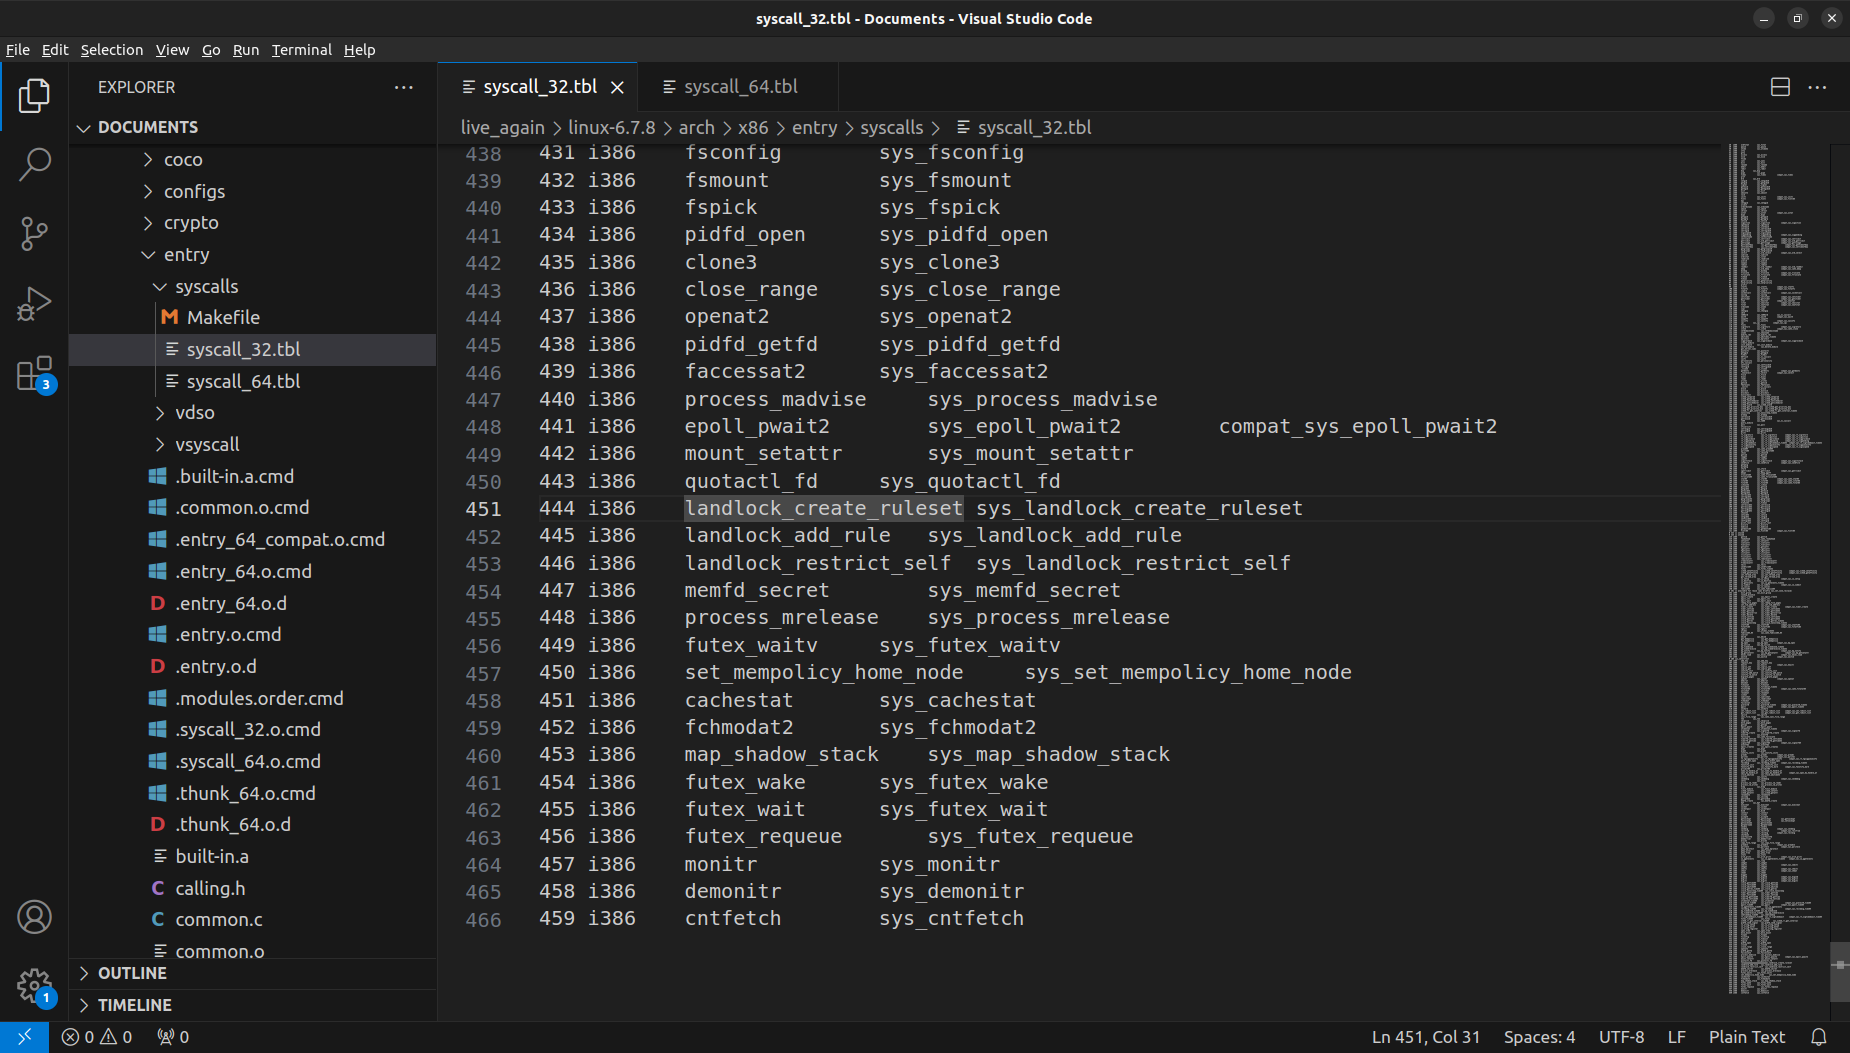 syscall_32.tbl - Documents - Visual Studio Code
File Edit Selection View Go Run Terminal Help
EXPLORER
DOCUMENTS
coco
configs
crypto
entry
syscalls
Makefile
syscall_32.tbl
syscall_64.tbl
vdso
vsyscall
.built-in.a.cmd
.common.o.cmd
.entry_64_compat.o.cmd
.entry_64.o.cmd
.entry_64.o.d
.entry.o.cmd
.entry.o.d
.modules.order.cmd
.syscall_32.o.cmd
.syscall_64.o.cmd
.thunk_64.o.cmd
.thunk_64.o.d
built-in.a
calling.h
common.c
common.o
OUTLINE
TIMELINE
3
1
syscall_32.tbl syscall_64.tbl
live_again > linux-6.7.8 > arch > x86 > entry > syscalls > syscall_32.tbl
438 431 i386 fsconfig sys_fsconfig
439 432 i386 fsmount sys_fsmount
440 433 i386 fspick sys_fspick
441 434 i386 pidfd_open sys_pidfd_open
442 435 i386 clone3 sys_clone3
443 436 i386 close_range sys_close_range
444 437 i386 openat2 sys_openat2
445 438 i386 pidfd_getfd sys_pidfd_getfd
446 439 i386 faccessat2 sys_faccessat2
447 440 i386 process_madvise sys_process_madvise
448 441 i386 epoll_pwait2 sys_epoll_pwait2 compat_sys_epoll_pwait2
449 442 i386 mount_setattr sys_mount_setattr
450 443 i386 quotactl_fd sys_quotactl_fd
451 444 i386 landlock_create_ruleset sys_landlock_create_ruleset
452 445 i386 landlock_add_rule sys_landlock_add_rule
453 446 i386 landlock_restrict_self sys_landlock_restrict_self
454 447 i386 memfd_secret sys_memfd_secret
455 448 i386 process_mrelease sys_process_mrelease
456 449 i386 futex_waitv sys_futex_waitv
457 450 i386 set_mempolicy_home_node sys_set_mempolicy_home_node
458 451 i386 cachestat sys_cachestat
459 452 i386 fchmodat2 sys_fchmodat2
460 453 i386 map_shadow_stack sys_map_shadow_stack
461 454 i386 futex_wake sys_futex_wake
462 455 i386 futex_wait sys_futex_wait
463 456 i386 futex_requeue sys_futex_requeue
464 457 i386 monitr sys_monitr
465 458 i386 demonitr sys_demonitr
466 459 i386 cntfetch sys_cntfetch
0 0 0 Ln 451, Col 31 Spaces: 4 UTF-8 LF Plain Text